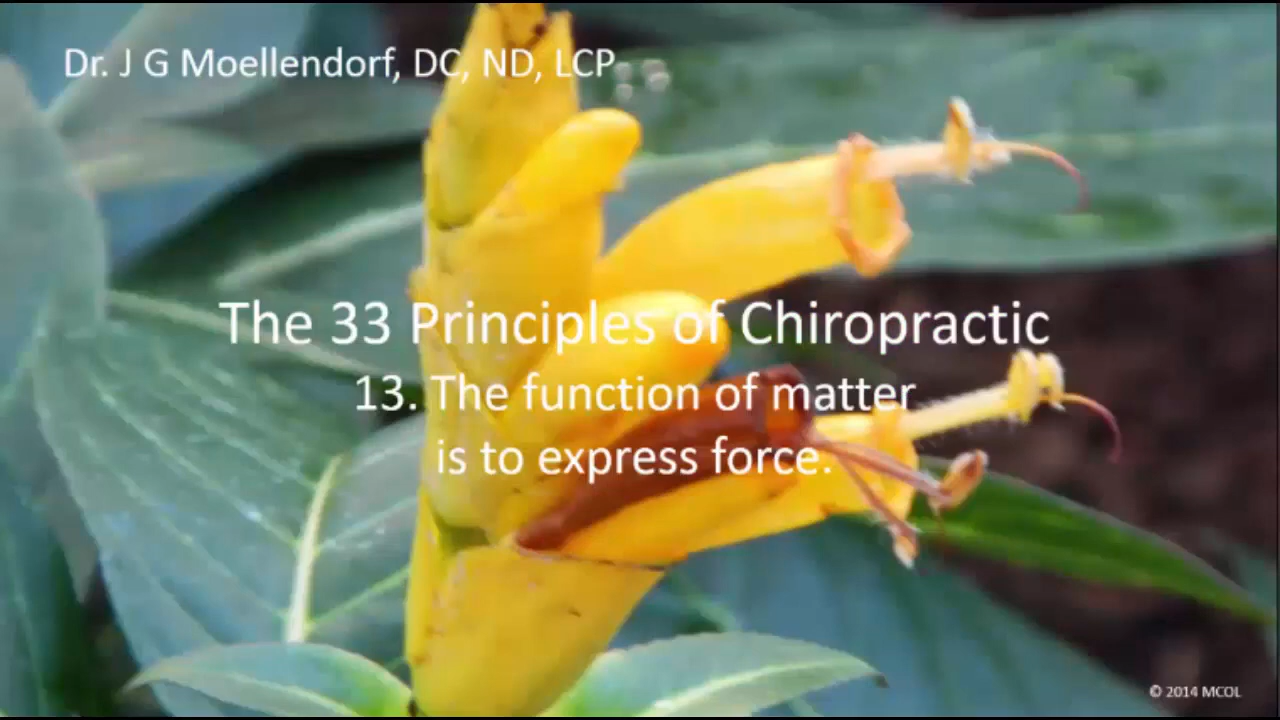 Dr. J G Moellendorf, DC, ND, LCP
The 33 Principles of Chiropractic
13. The function of matter
is to express force.
© 2014 MCOL